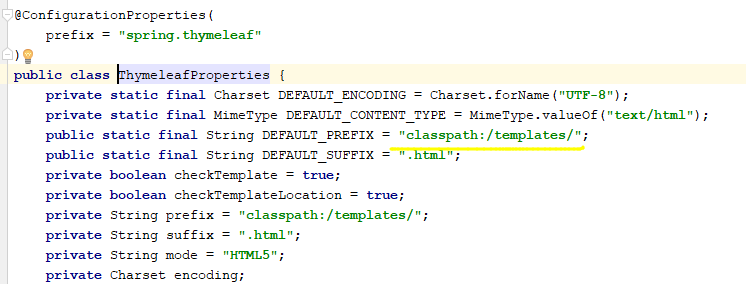 @ConfigurationProperties(
    prefix = "spring.thymeleaf"
)
public class ThymeleafProperties {
    private static final Charset DEFAULT_ENCODING = Charset.forName("UTF-8");
    private static final MimeType DEFAULT_CONTENT_TYPE = MimeType.valueOf("text/html");
    public static final String DEFAULT_PREFIX = "classpath:/templates/";
    public static final String DEFAULT_SUFFIX = ".html";
    private boolean checkTemplate = true;
    private boolean checkTemplateLocation = true;
    private String prefix = "classpath:/templates/";
    private String suffix = ".html";
    private String mode = "HTML5";
    private Charset encoding;